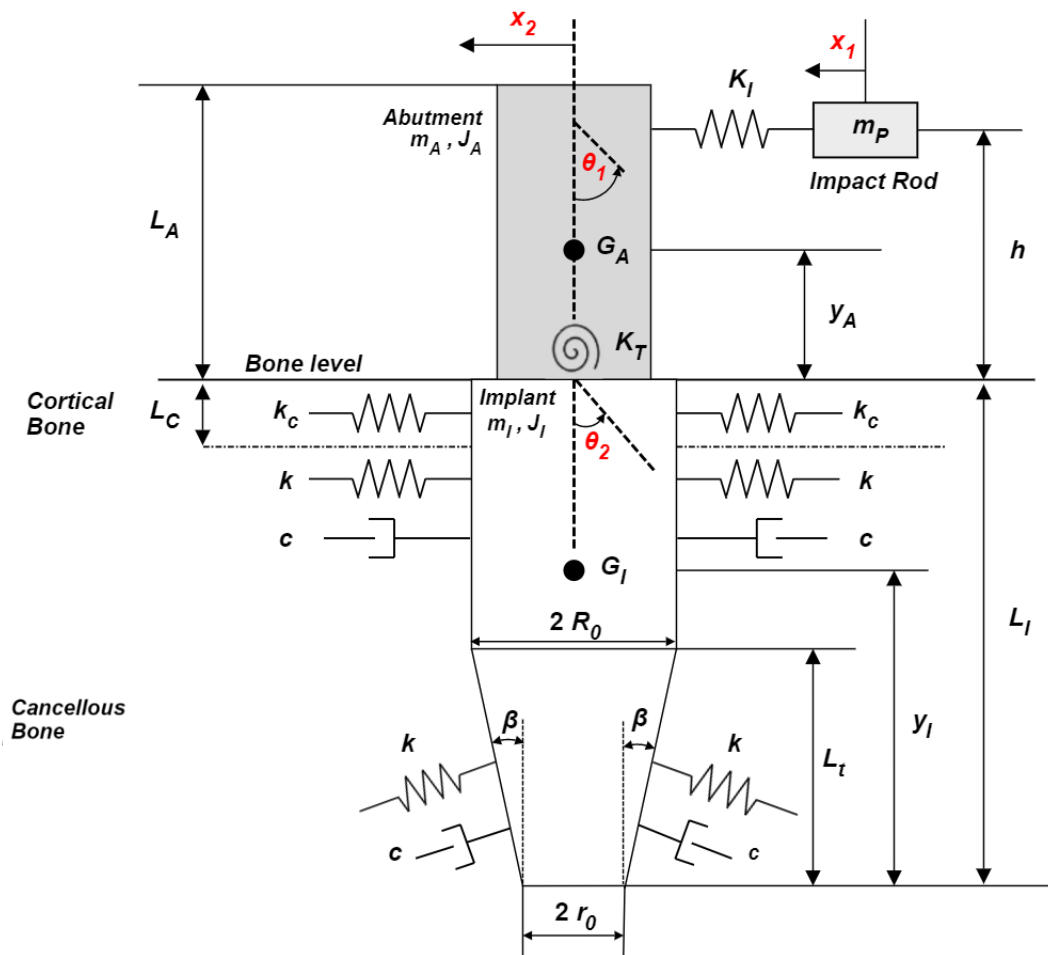 x2
x1
KI
Abutment
mA , JA
mP
θ1
Impact Rod
LA
GA
h
yA
KT
Bone level
Cortical
Bone
LC
kc
Implant
mI , JI
kc
θ2
k
k
c
c
GI
2 R0
LI
Cancellous
Bone
β
β
yI
k
k
Lt
c
c
2 r0